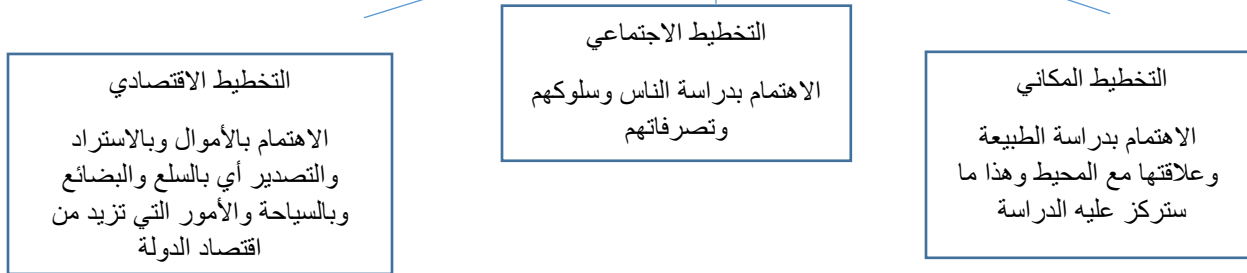 التخطيط المكاني
الاهتمام بدراسة الطبيعة
وعلاقتها مع المحيط وهذا ما
ستركز عليه الدراسة
التخطيط الاجتماعي
الاهتمام بدراسة الناس وسلوكهم
وتصرفاتهم
التخطيط الاقتصادي
الاهتمام بالأموال وبالاستراد
والتصدير أي بالسلع والبضائع
وبالسياحة والأمور التي تزيد من
اقتصاد الدولة